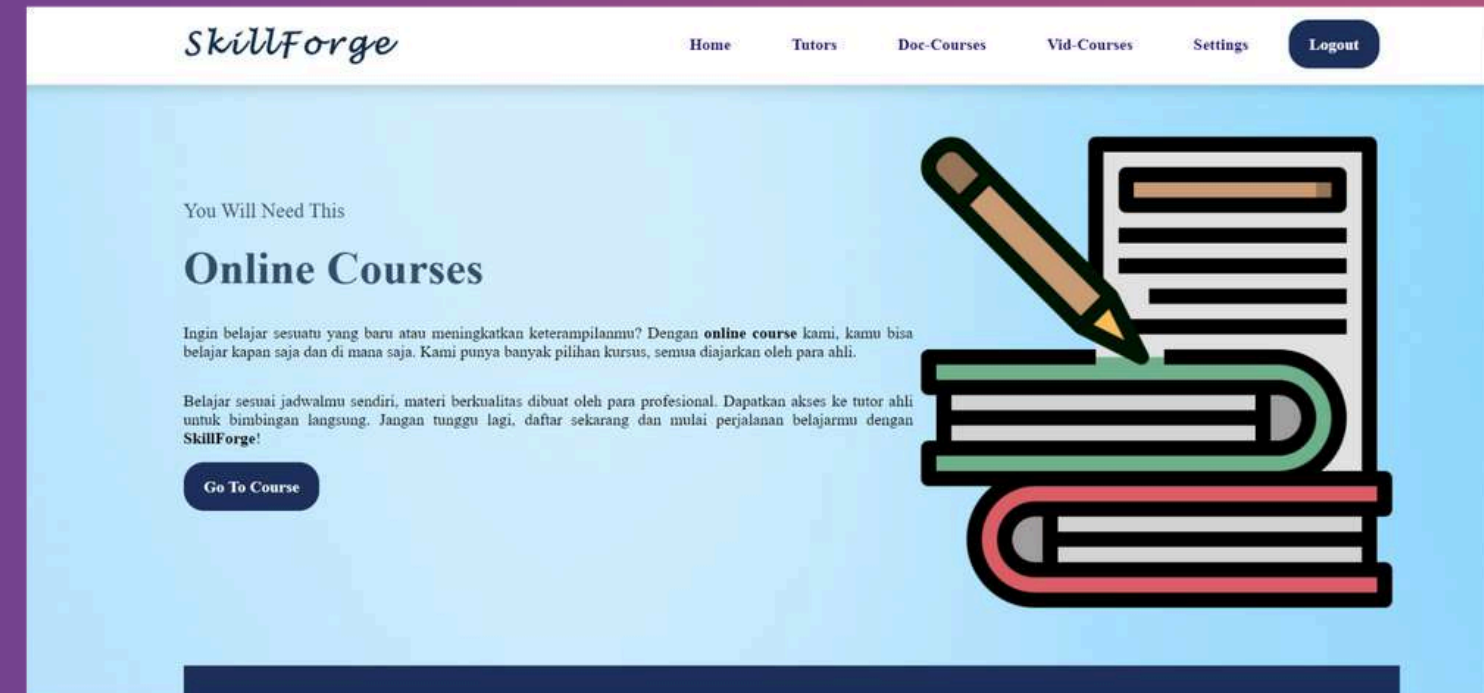 SkillForge
Home Tutors Doc-Courses Vid-Courses Settings Logout
You Will Need This
Online Courses
Ingin belajar sesuatu yang baru atau meningkatkan keterampilanmu? Dengan online course kami, kamu bisa
belajar kapan saja dan di mana saja. Kami punya banyak pilihan kursus, semua diajarkan oleh para ahli.
Belajar sesuai jadwalmu sendiri, materi berkualitas dibuat oleh para profesional. Dapatkan akses ke tutor ahli
untuk bimbingan langsung. Jangan tunggu lagi, daftar sekarang dan mulai perjalanan belajarmu dengan
SkillForge!
Go To Course